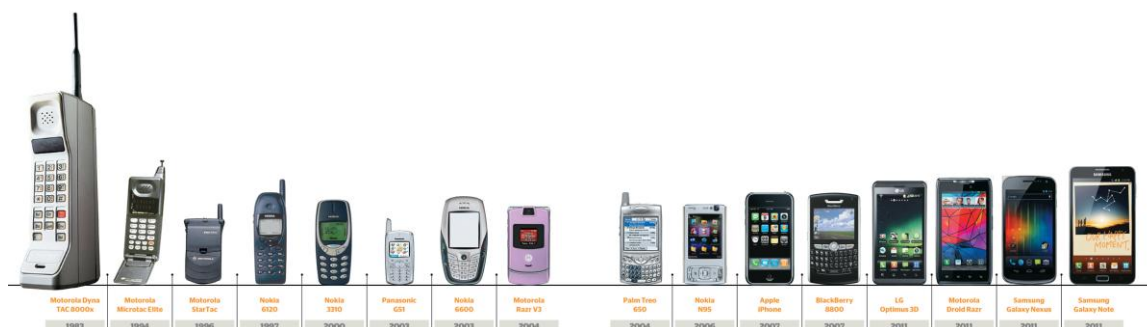 Motorola Dyna
TAC 8000x
Motorola
Microtac Elite
Motorola
StarTac
Nokia
6120
Nokia
3310
Panasonic
G51
Nokia
6600
Motorola
Razr V3
Palm Treo
650
Nokia
N95
Apple
iPhone
BlackBerry
8800
LG
Optimus 3D
Motorola
Droid Razr
Samsung
Galaxy Nexus
Samsung
Galaxy Note
1983
1994
1996
1997
2000
2003
2003
2004
2004
2006
2007
2007
2011
2011
2011
2011